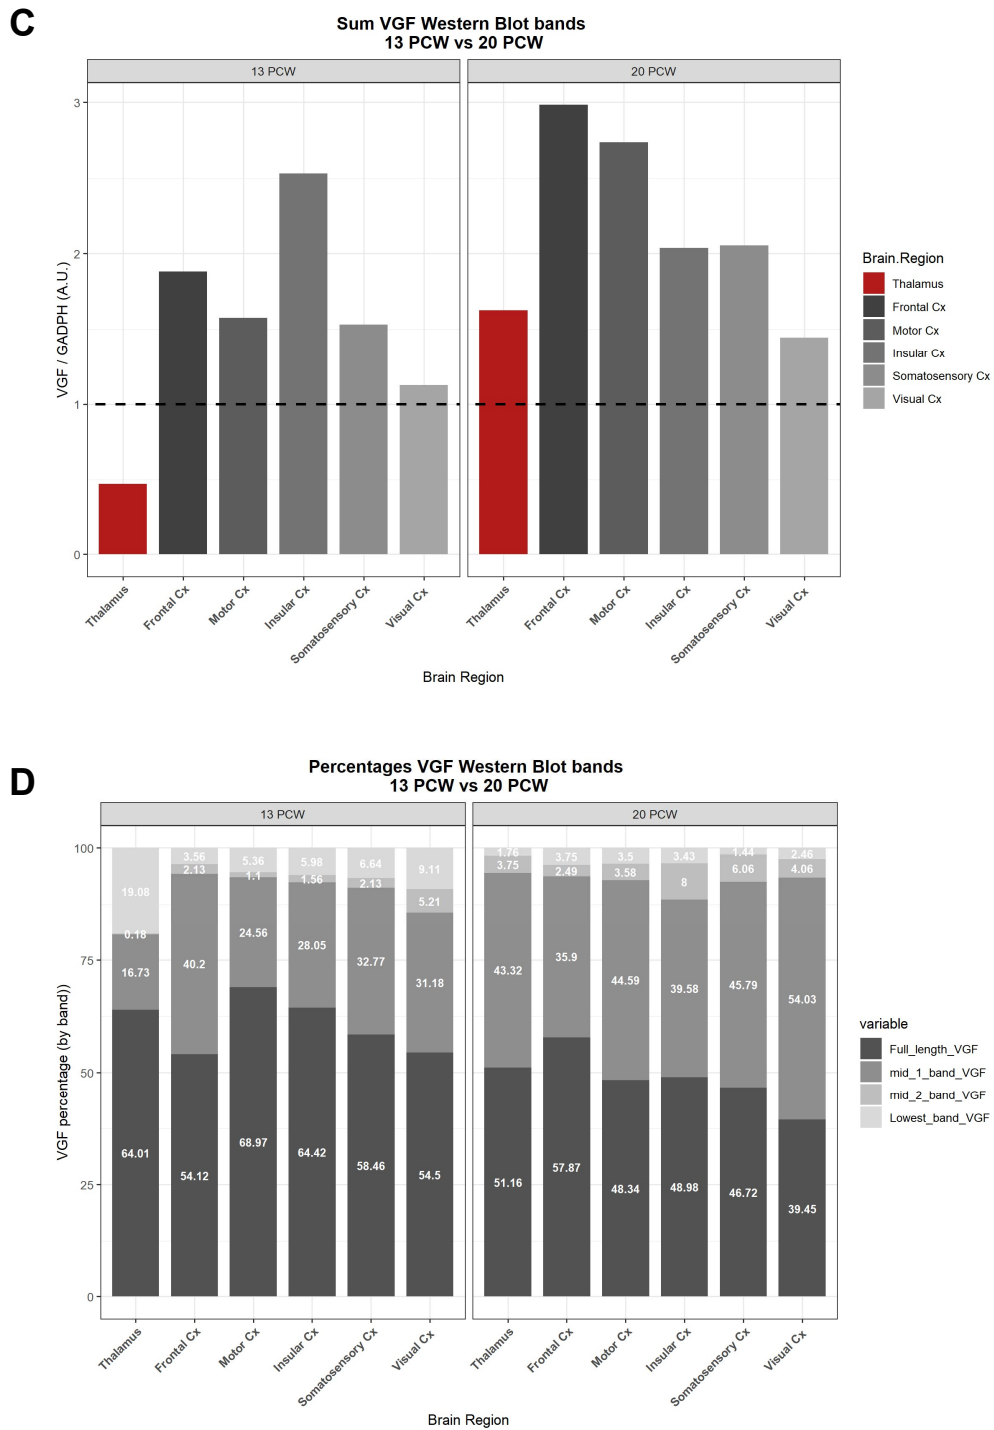 C
Sum VGF Western Blot bands
13 PCW vs 20 PCW
13 PCW
20 PCW
VGF / GADPH (A.U.)
3
2
1
0
Thalamus
Frontal Cx
Motor Cx
Insular Cx
Somatosensory Cx
Visual Cx
Thalamus
Frontal Cx
Motor Cx
Insular Cx
Somatosensory Cx
Visual Cx
Brain Region
Brain.Region
Thalamus
Frontal Cx
Motor Cx
Insular Cx
Somatosensory Cx
Visual Cx
D
Percentages VGF Western Blot bands
13 PCW vs 20 PCW
13 PCW
20 PCW
VGF percentage (by band))
100
75
50
25
0
19.08
0.18
16.73
64.01
3.56
2.13
40.2
54.12
5.36
1.1
24.56
68.97
5.98
1.56
28.05
64.42
6.64
2.13
32.77
58.46
9.11
5.21
31.18
54.5
1.76
3.75
43.32
51.16
3.75
2.49
35.9
57.87
3.5
3.58
44.59
48.34
3.43
8
39.58
48.98
1.44
6.06
45.79
46.72
2.46
4.06
54.03
39.45
Thalamus
Frontal Cx
Motor Cx
Insular Cx
Somatosensory Cx
Visual Cx
Thalamus
Frontal Cx
Motor Cx
Insular Cx
Somatosensory Cx
Visual Cx
Brain Region
variable
Full_length_VGF
mid_1_band_VGF
mid_2_band_VGF
Lowest_band_VGF